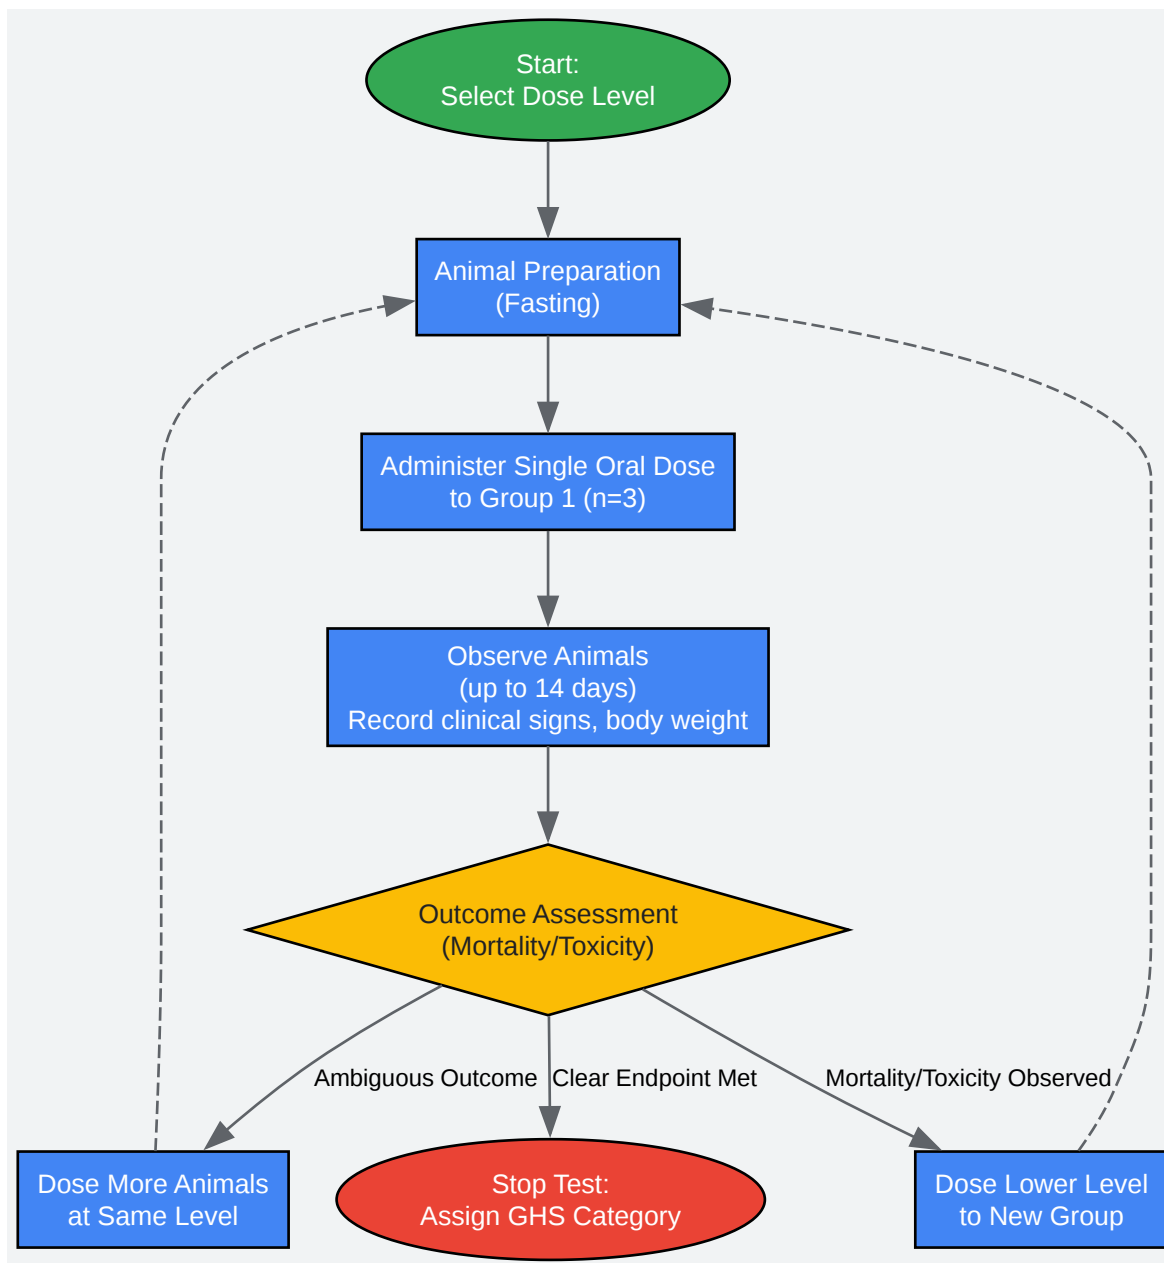 Start:
Select Dose Level
Animal Preparation
(Fasting)
Administer Single Oral Dose
to Group 1 (n=3)
Observe Animals
(up to 14 days)
Record clinical signs, body weight
Outcome Assessment
(Mortality/Toxicity)
Ambiguous Outcome
Clear Endpoint Met
Mortality/Toxicity Observed
Dose More Animals
at Same Level
Stop Test:
Assign GHS Category
Dose Lower Level
to New Group